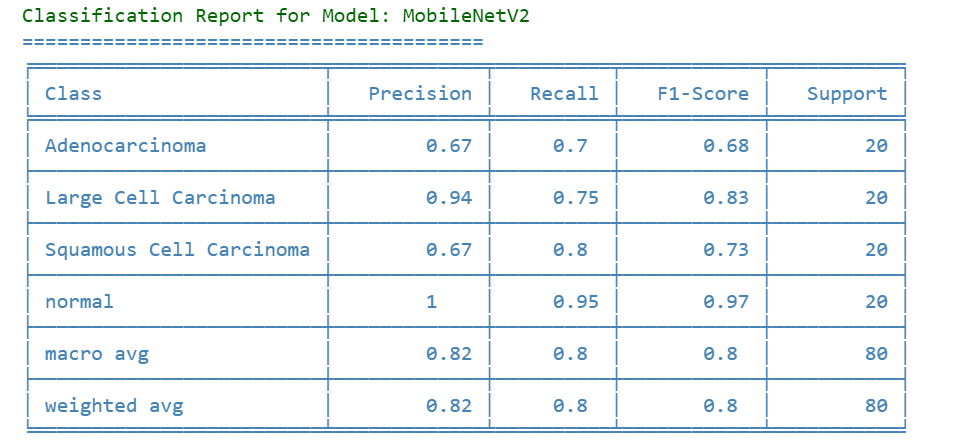 Classification Report for Model: MobileNetV2
========================================
Class Precision Recall F1-Score Support
Adenocarcinoma 0.67 0.7 0.68 20
Large Cell Carcinoma 0.94 0.75 0.83 20
Squamous Cell Carcinoma 0.67 0.8 0.73 20
normal 1 0.95 0.97 20
macro avg 0.82 0.8 0.8 80
weighted avg 0.82 0.8 0.8 80